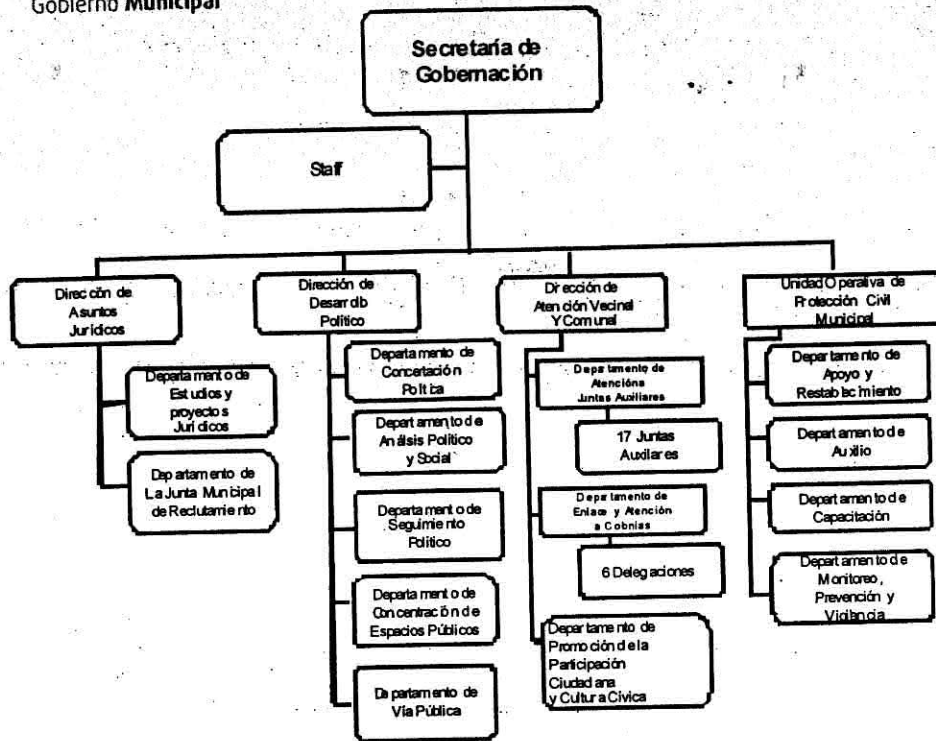 Gobierno Municipal
Secretaría de
Gobernación
Staff
Dirección de
Asuntos
Jurídicos
Departamento de
Estudios y
proyectos
Jurídicos
Departamento de
La Junta Municipal
de Reclutamiento
Dirección de
Desarrollo
Político
Departamento de
Concertación
Política
Departamento de
Análisis Político
y Social
Departamento de
Seguimiento
Político
Departamento de
Concentración de
Espacios Públicos
Departamento de
Vía Pública
Dirección de
Atención Vecinal
Y Comunal
Departamento de
Atención a
Juntas Auxiliares
17 Juntas
Auxiliares
Departamento de
Enlace y Atención
a Colonias
6 Delegaciones
Departamento de
Promoción de la
Participación
Ciudadana
y Cultura Cívica
Unidad Operativa de
Protección Civil
Municipal
Departamento de
Apoyo y
Restablecimiento
Departamento de
Auxilio
Departamento de
Capacitación
Departamento de
Monitoreo,
Prevención y
Vigilancia